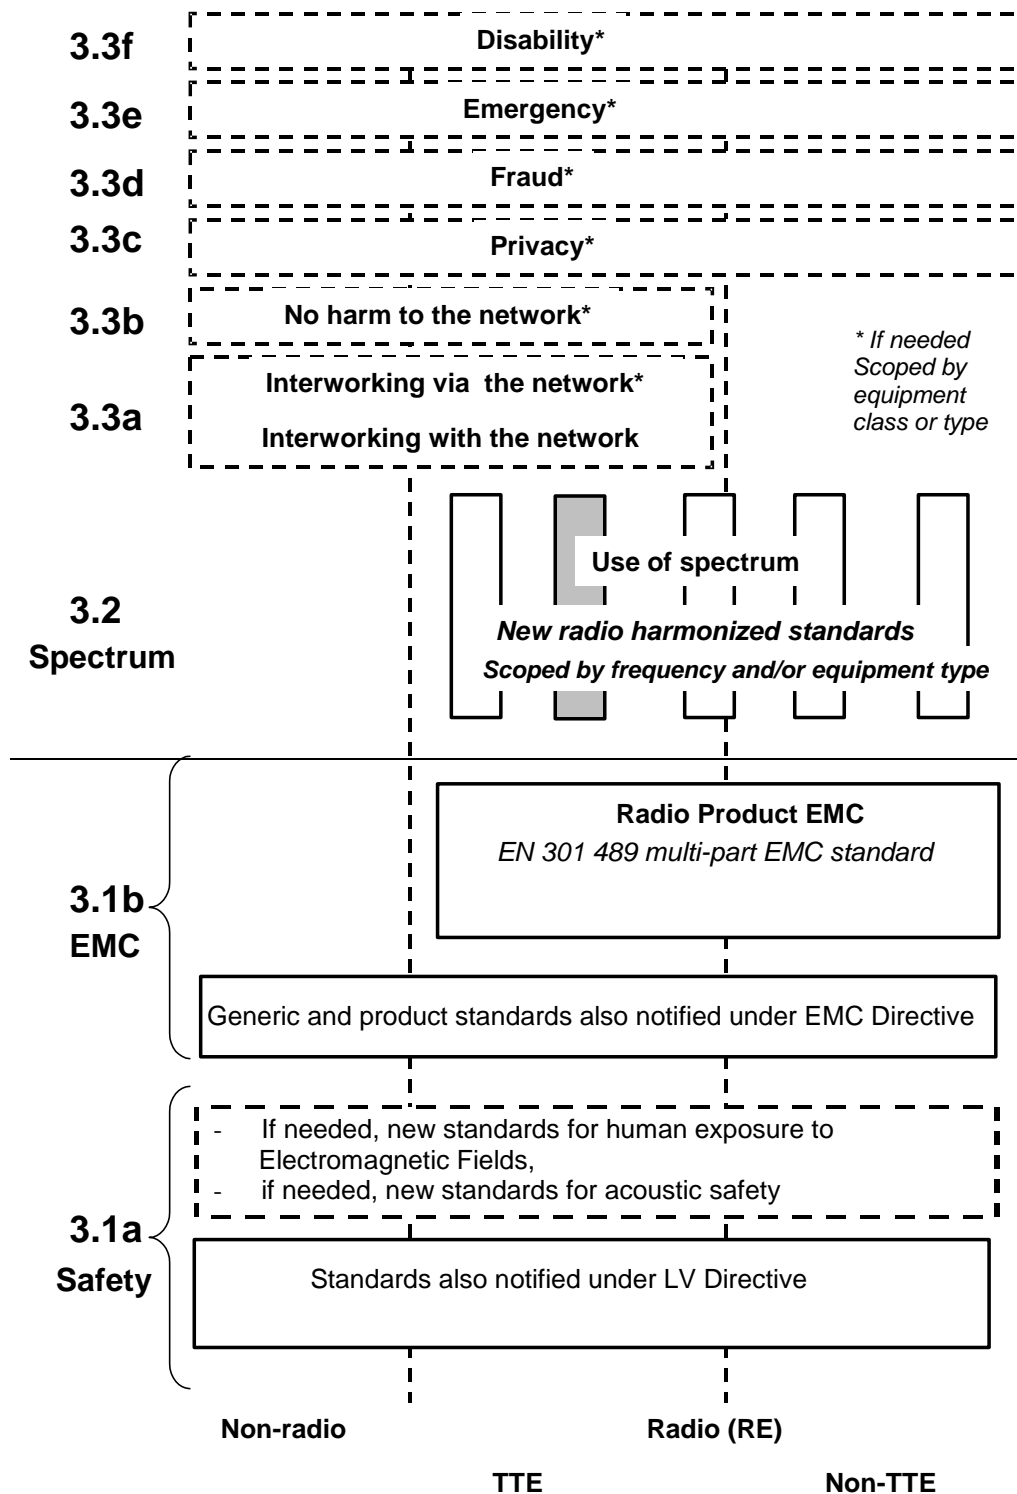 3.3f
Disability*
3.3e
Emergency*
3.3d
Fraud*
3.3c
Privacy*
3.3b
No harm to the network*
* If needed
Scoped by
equipment
class or type
3.3a
Interworking via the network*
Interworking with the network
Use of spectrum
3.2
Spectrum
New radio harmonized standards
Scoped by frequency and/or equipment type
Radio Product EMC
EN 301 489 multi-part EMC standard
3.1b
EMC
Generic and product standards also notified under EMC Directive
- If needed, new standards for human exposure to
Electromagnetic Fields,
- if needed, new standards for acoustic safety
3.1a
Safety
Standards also notified under LV Directive
Non-radio
Radio (RE)
TTE
Non-TTE